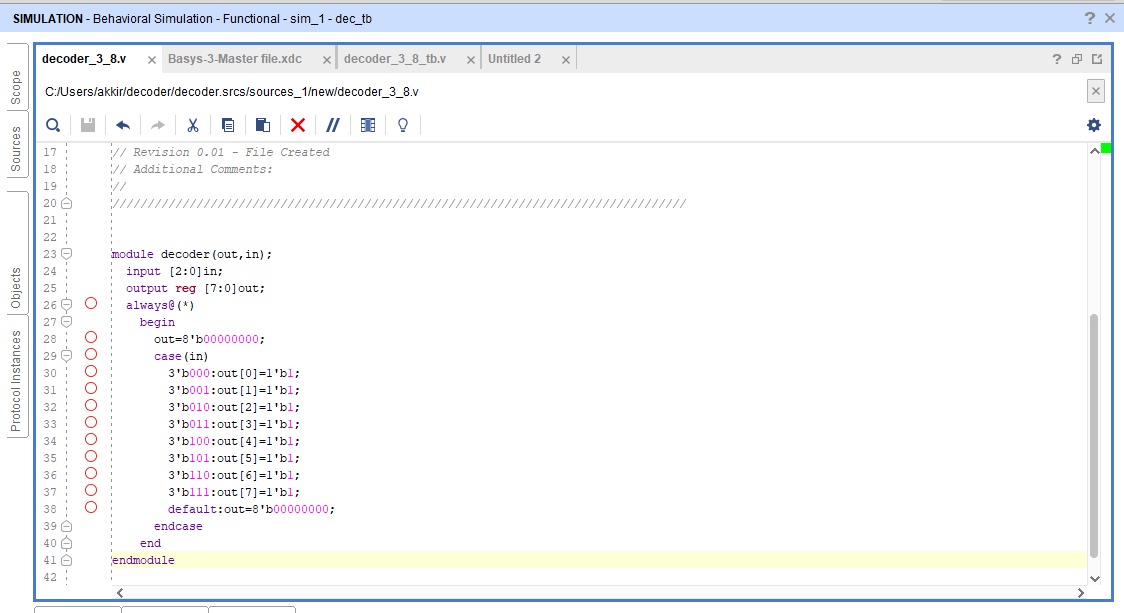 SIMULATION - Behavioral Simulation - Functional - sim_1 - dec_tb
Scope
Sources
Objects
Protocol Instances
decoder_3_8.v
Basys-3-Master file.xdc
decoder_3_8_tb.v
Untitled 2
C:/Users/akkir/decoder/decoder.srcs/sources_1/new/decoder_3_8.v
17 // Revision 0.01 - File Created
18 // Additional Comments:
19 //
20 //////////////////////////////////////////////////////////////////////////////////
21
22
23 module decoder(out,in);
24 input [2:0]in;
25 output reg [7:0]out;
26 always@(*)
27 begin
28 out=8'b00000000;
29 case(in)
30 3'b000:out[0]=1'b1;
31 3'b001:out[1]=1'b1;
32 3'b010:out[2]=1'b1;
33 3'b011:out[3]=1'b1;
34 3'b100:out[4]=1'b1;
35 3'b101:out[5]=1'b1;
36 3'b110:out[6]=1'b1;
37 3'b111:out[7]=1'b1;
38 default:out=8'b00000000;
39 endcase
40 end
41 endmodule
42